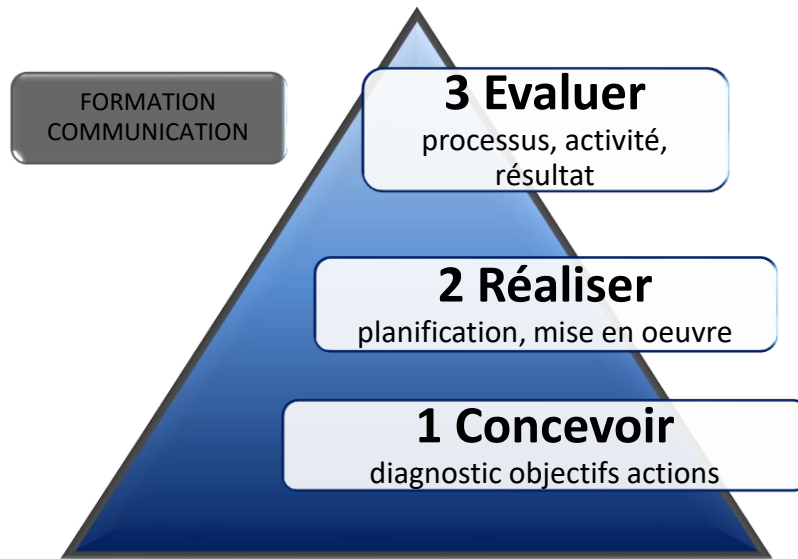 FORMATION
COMMUNICATION
3 Evaluer
processus, activité,
résultat
2 Réaliser
planification, mise en oeuvre
1 Concevoir
diagnostic objectifs actions